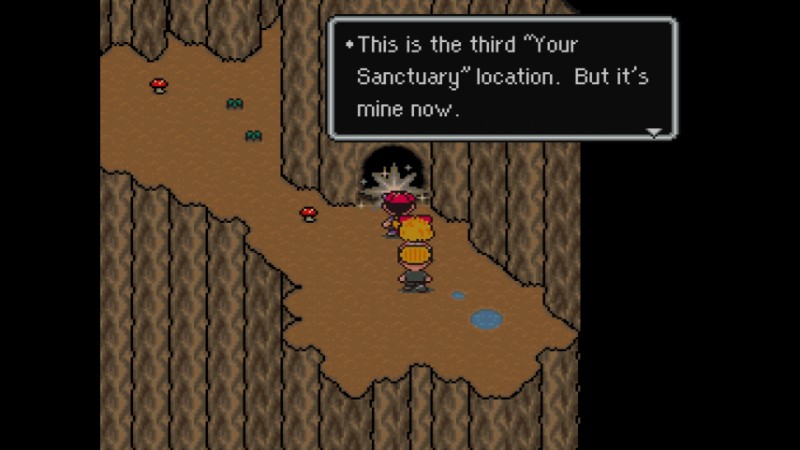 •This is the third “Your
Sanctuary” location.  But it’s
mine now.